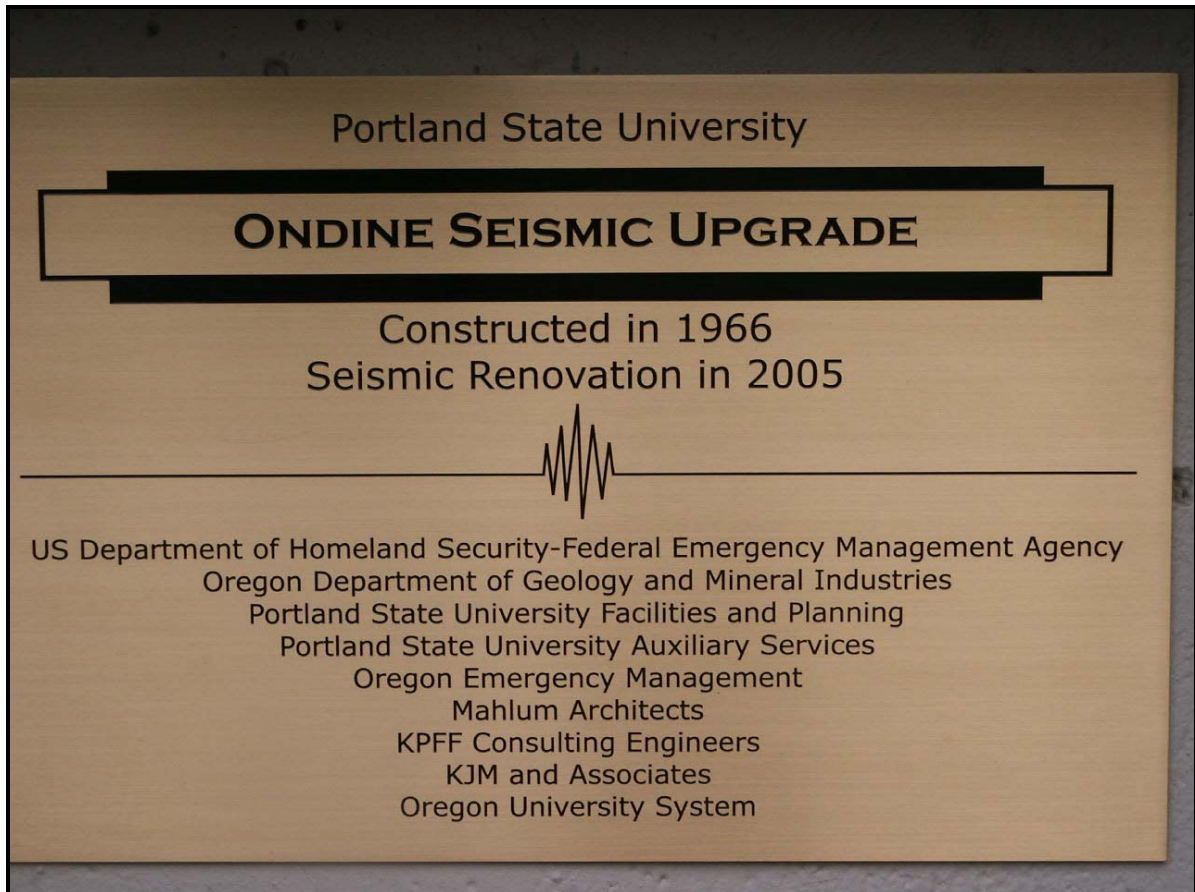 Portland State University
ONDINE SEISMIC UPGRADE
Constructed in 1966
Seismic Renovation in 2005
US Department of Homeland Security-Federal Emergency Management Agency
Oregon Department of Geology and Mineral Industries
Portland State University Facilities and Planning
Portland State University Auxiliary Services
Oregon Emergency Management
Mahlum Architects
KPFF Consulting Engineers
KJM and Associates
Oregon University System